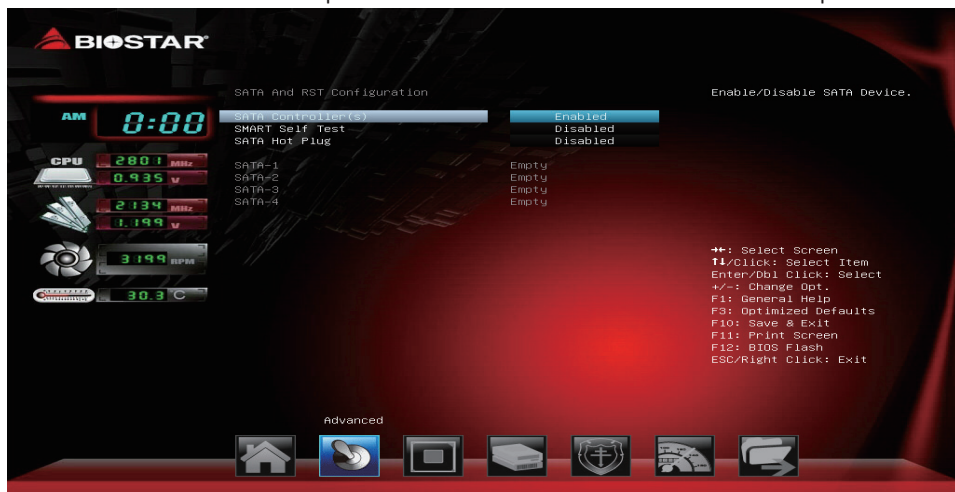 BIOSTAR
SATA And RST Configuration
Enable/Disable SATA Device.
AM 0:00
SATA Controller(s) Enabled
SMART Self Test Disabled
SATA Hot Plug Disabled
CPU 2801 MHz
0.935 V
SATA-1 Empty
SATA-2 Empty
SATA-3 Empty
SATA-4 Empty
2134 MHz
1.199 V
3199 RPM
30.3 °C
→←: Select Screen
↑↓/Click: Select Item
Enter/Dbl Click: Select
+/-: Change Opt.
F1: General Help
F3: Optimized Defaults
F10: Save & Exit
F11: Print Screen
F12: BIOS Flash
ESC/Right Click: Exit
Advanced